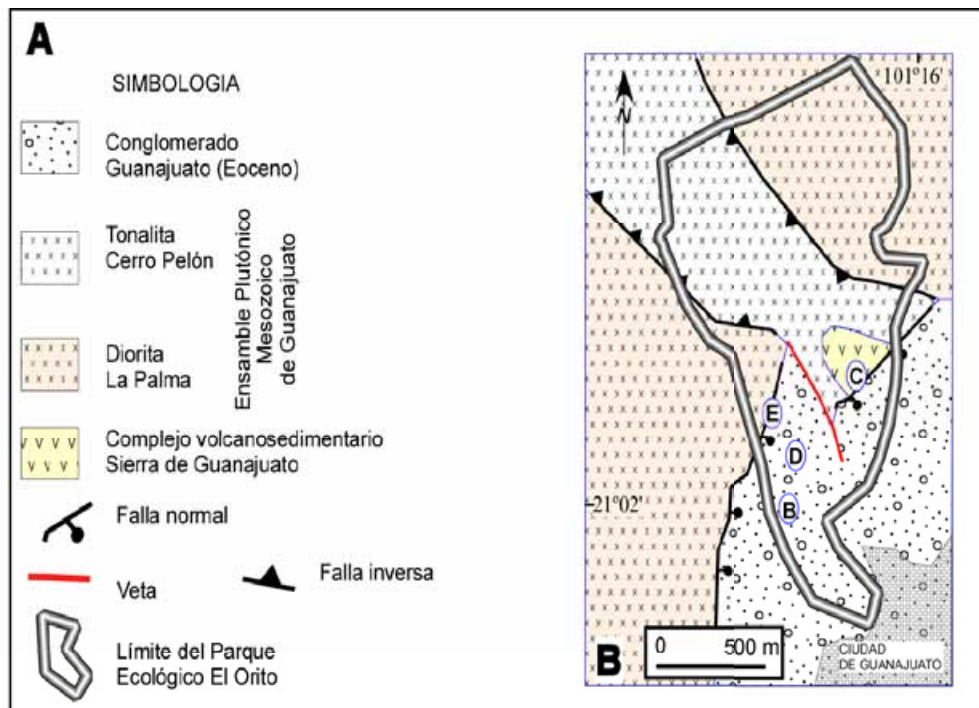 A
SIMBOLOGIA
Conglomerado
Guanajuato (Eoceno)
Tonalita
Cerro Pelón
Diorita
La Palma
Ensamble Plutónico
Mesozoico
de Guanajuato
Complejo volcanosedimentario
Sierra de Guanajuato
Falla normal
Veta
Falla inversa
Límite del Parque
Ecológico El Orito
101º16'
N
C
E
D
21º02'
B
B
0 500 m
CIUDAD
DE GUANAJUATO